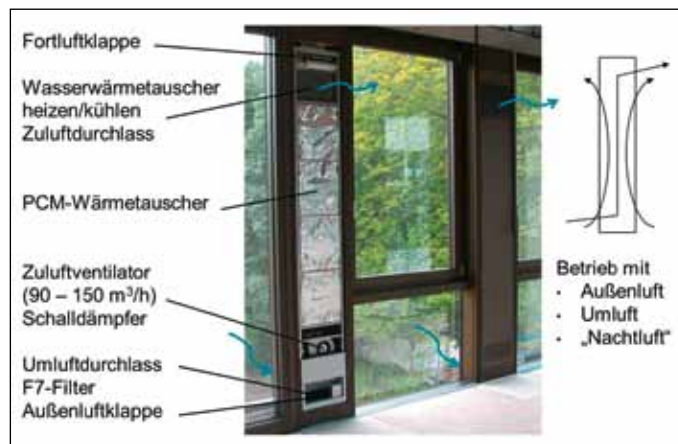 Fortluftklappe
Wasserwärmetauscher
heizen/kühlen
Zuluftdurchlass
PCM-Wärmetauscher
Zuluftventilator
(90 – 150 m³/h)
Schalldämpfer
Umluftdurchlass
F7-Filter
Außenluftklappe
Betrieb mit
· Außenluft
· Umluft
· „Nachtluft“